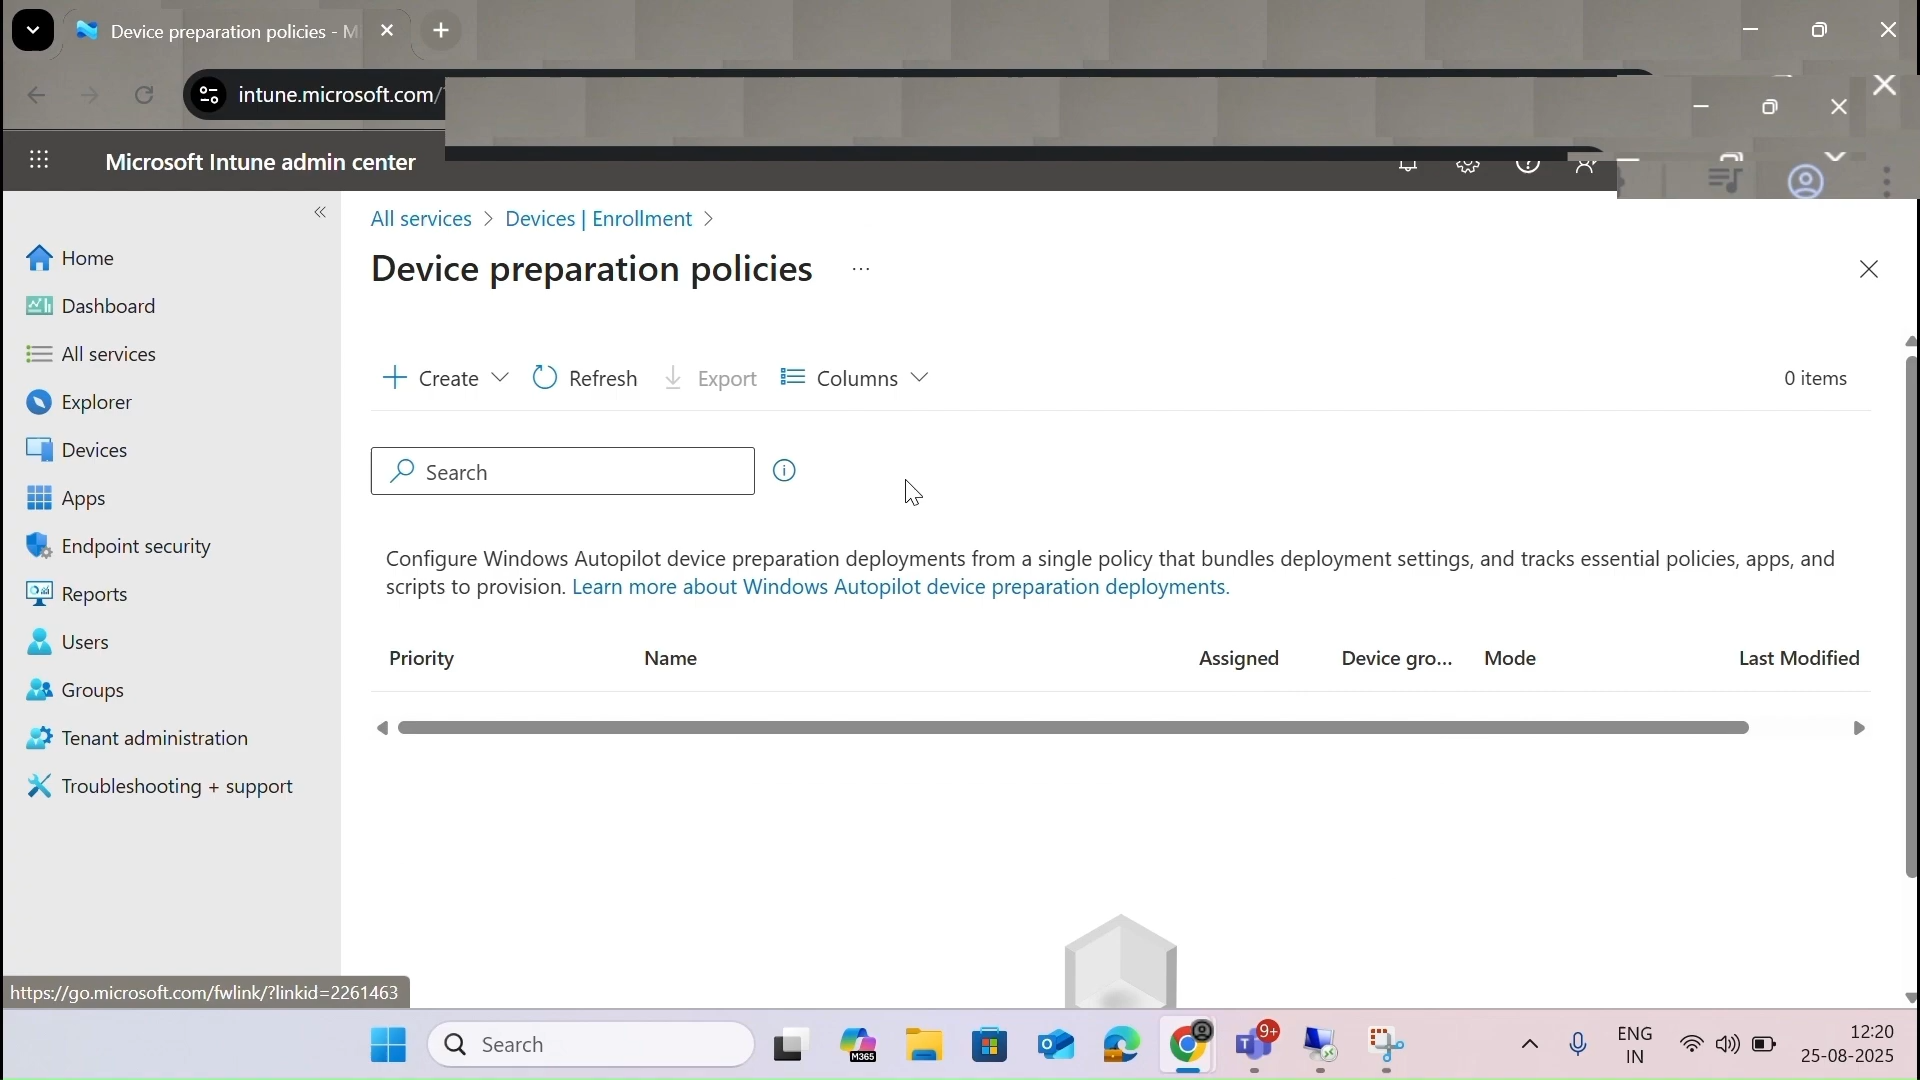 Device preparation policies - M
intune.microsoft.com/
Microsoft Intune admin center
All services > Devices | Enrollment >
Device preparation policies ...
Home
Dashboard
All services
Explorer
Devices
Apps
Endpoint security
Reports
Users
Groups
Tenant administration
Troubleshooting + support
Create
Refresh
Export
Columns
0 items
Search
Configure Windows Autopilot device preparation deployments from a single policy that bundles deployment settings, and tracks essential policies, apps, and
scripts to provision. Learn more about Windows Autopilot device preparation deployments.
Priority Name Assigned Device gro... Mode Last Modified
https://go.microsoft.com/fwlink/?linkid=2261463
Search
M365
9+
T
ENG
IN
12:20
25-08-2025